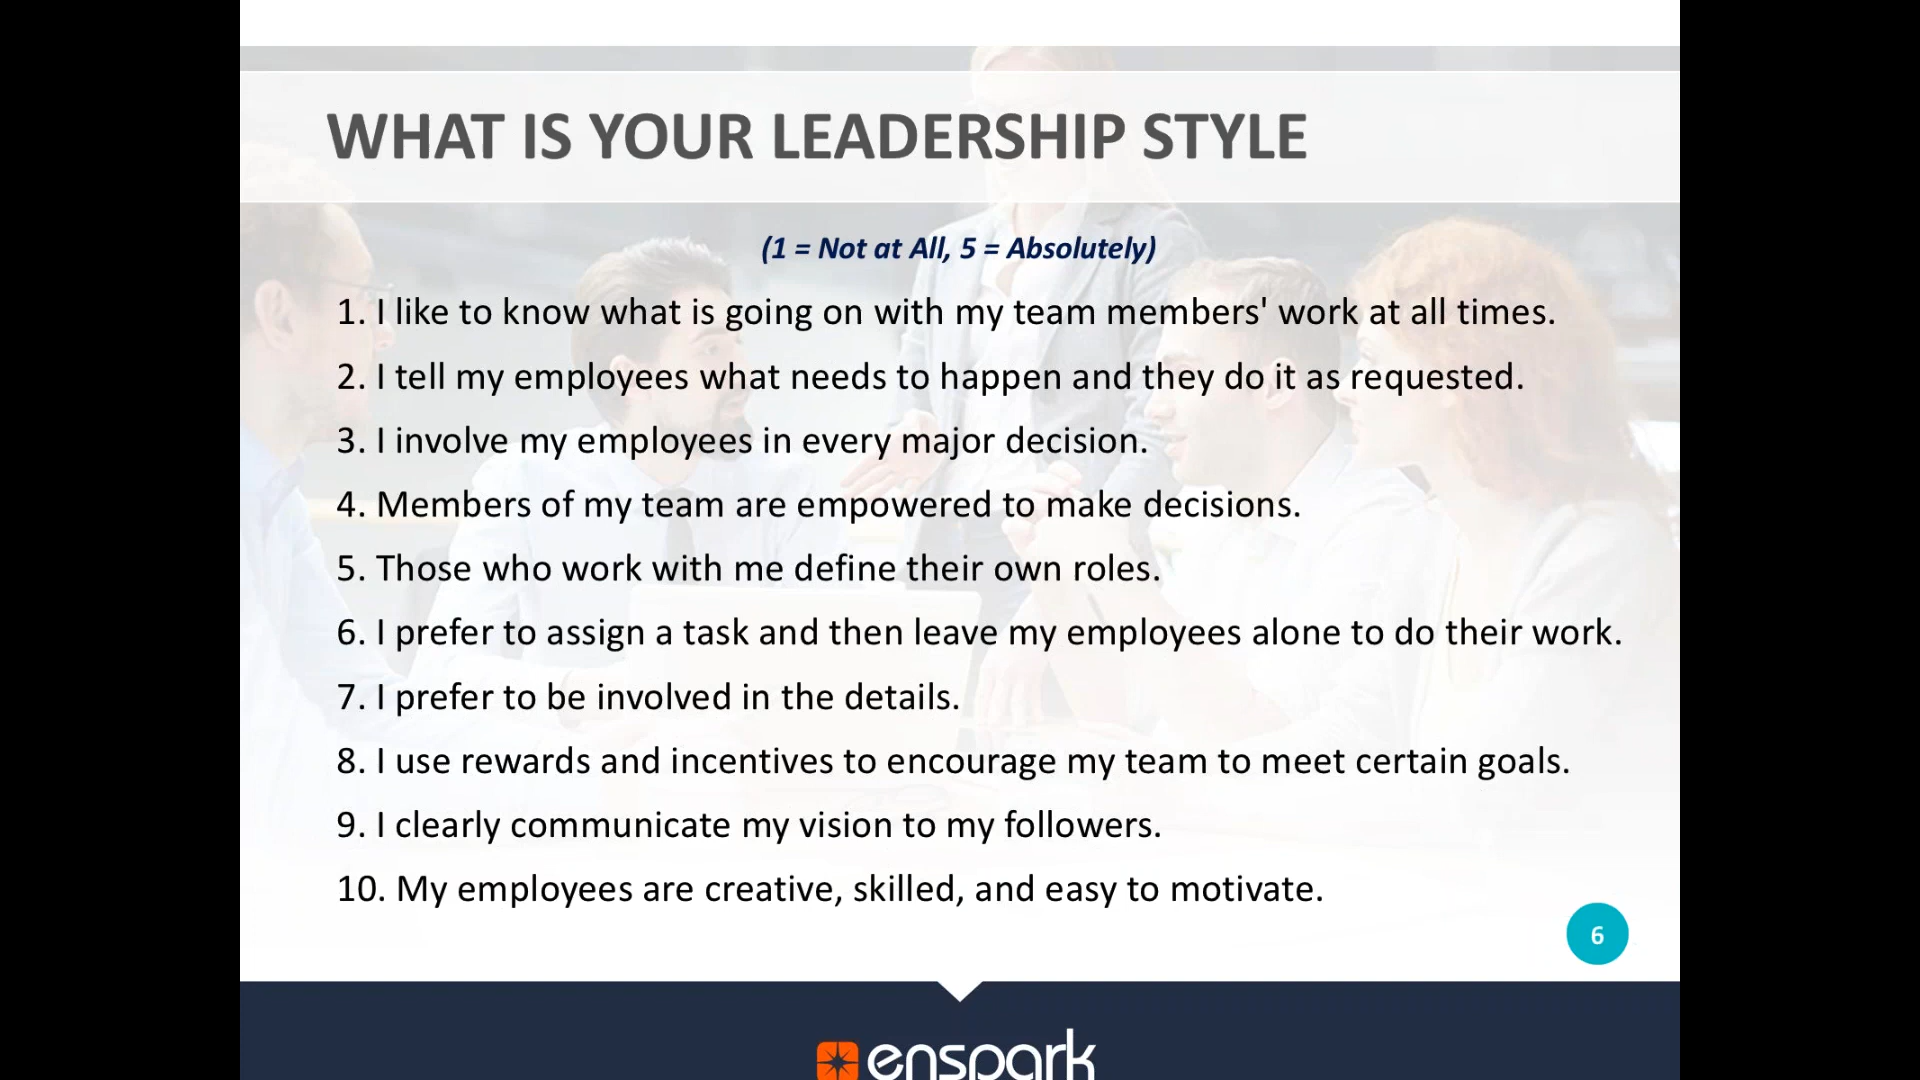 WHAT IS YOUR LEADERSHIP STYLE
(1 = Not at All, 5 = Absolutely)
1. I like to know what is going on with my team members' work at all times.
2. I tell my employees what needs to happen and they do it as requested.
3. I involve my employees in every major decision.
4. Members of my team are empowered to make decisions.
5. Those who work with me define their own roles.
6. I prefer to assign a task and then leave my employees alone to do their work.
7. I prefer to be involved in the details.
8. I use rewards and incentives to encourage my team to meet certain goals.
9. I clearly communicate my vision to my followers.
10. My employees are creative, skilled, and easy to motivate.
6
enspark